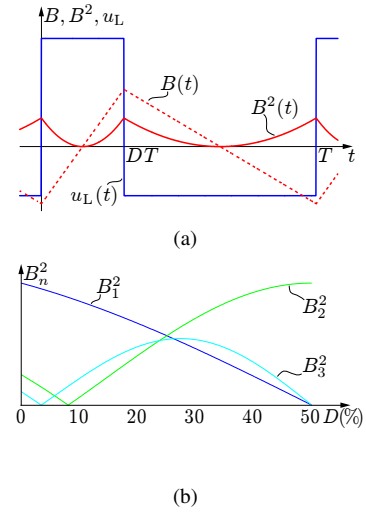 B, B², u_L
B(t)
B²(t)
DT
T
t
u_L(t)
(a)
B_n²
B_1²
B_2²
B_3²
0 10 20 30 40 50 D(%)
(b)